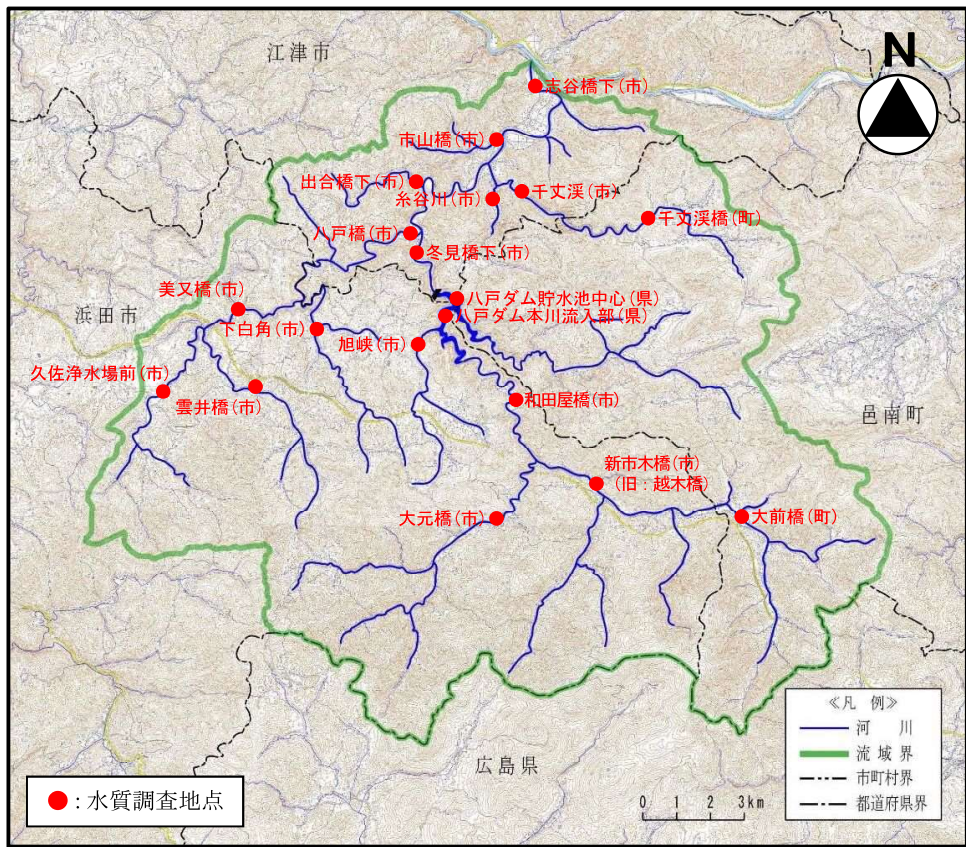 江津市
N
志谷橋下(市)
市山橋(市)
出合橋下(市)
糸谷川(市)
千丈渓(市)
千丈渓橋(町)
八戸橋(市)
冬見橋下(市)
美又橋(市)
八戸ダム貯水池中心(県)
浜田市
下白角(市)
八戸ダム本川流入部(県)
旭峡(市)
久佐浄水場前(市)
雲井橋(市)
和田屋橋(市)
邑南町
新市木橋(市)
(旧:越木橋)
大元橋(市)
大前橋(町)
≪凡 例≫
河 川
流域界
市町村界
都道府県界
広島県
●:水質調査地点
0 1 2 3km